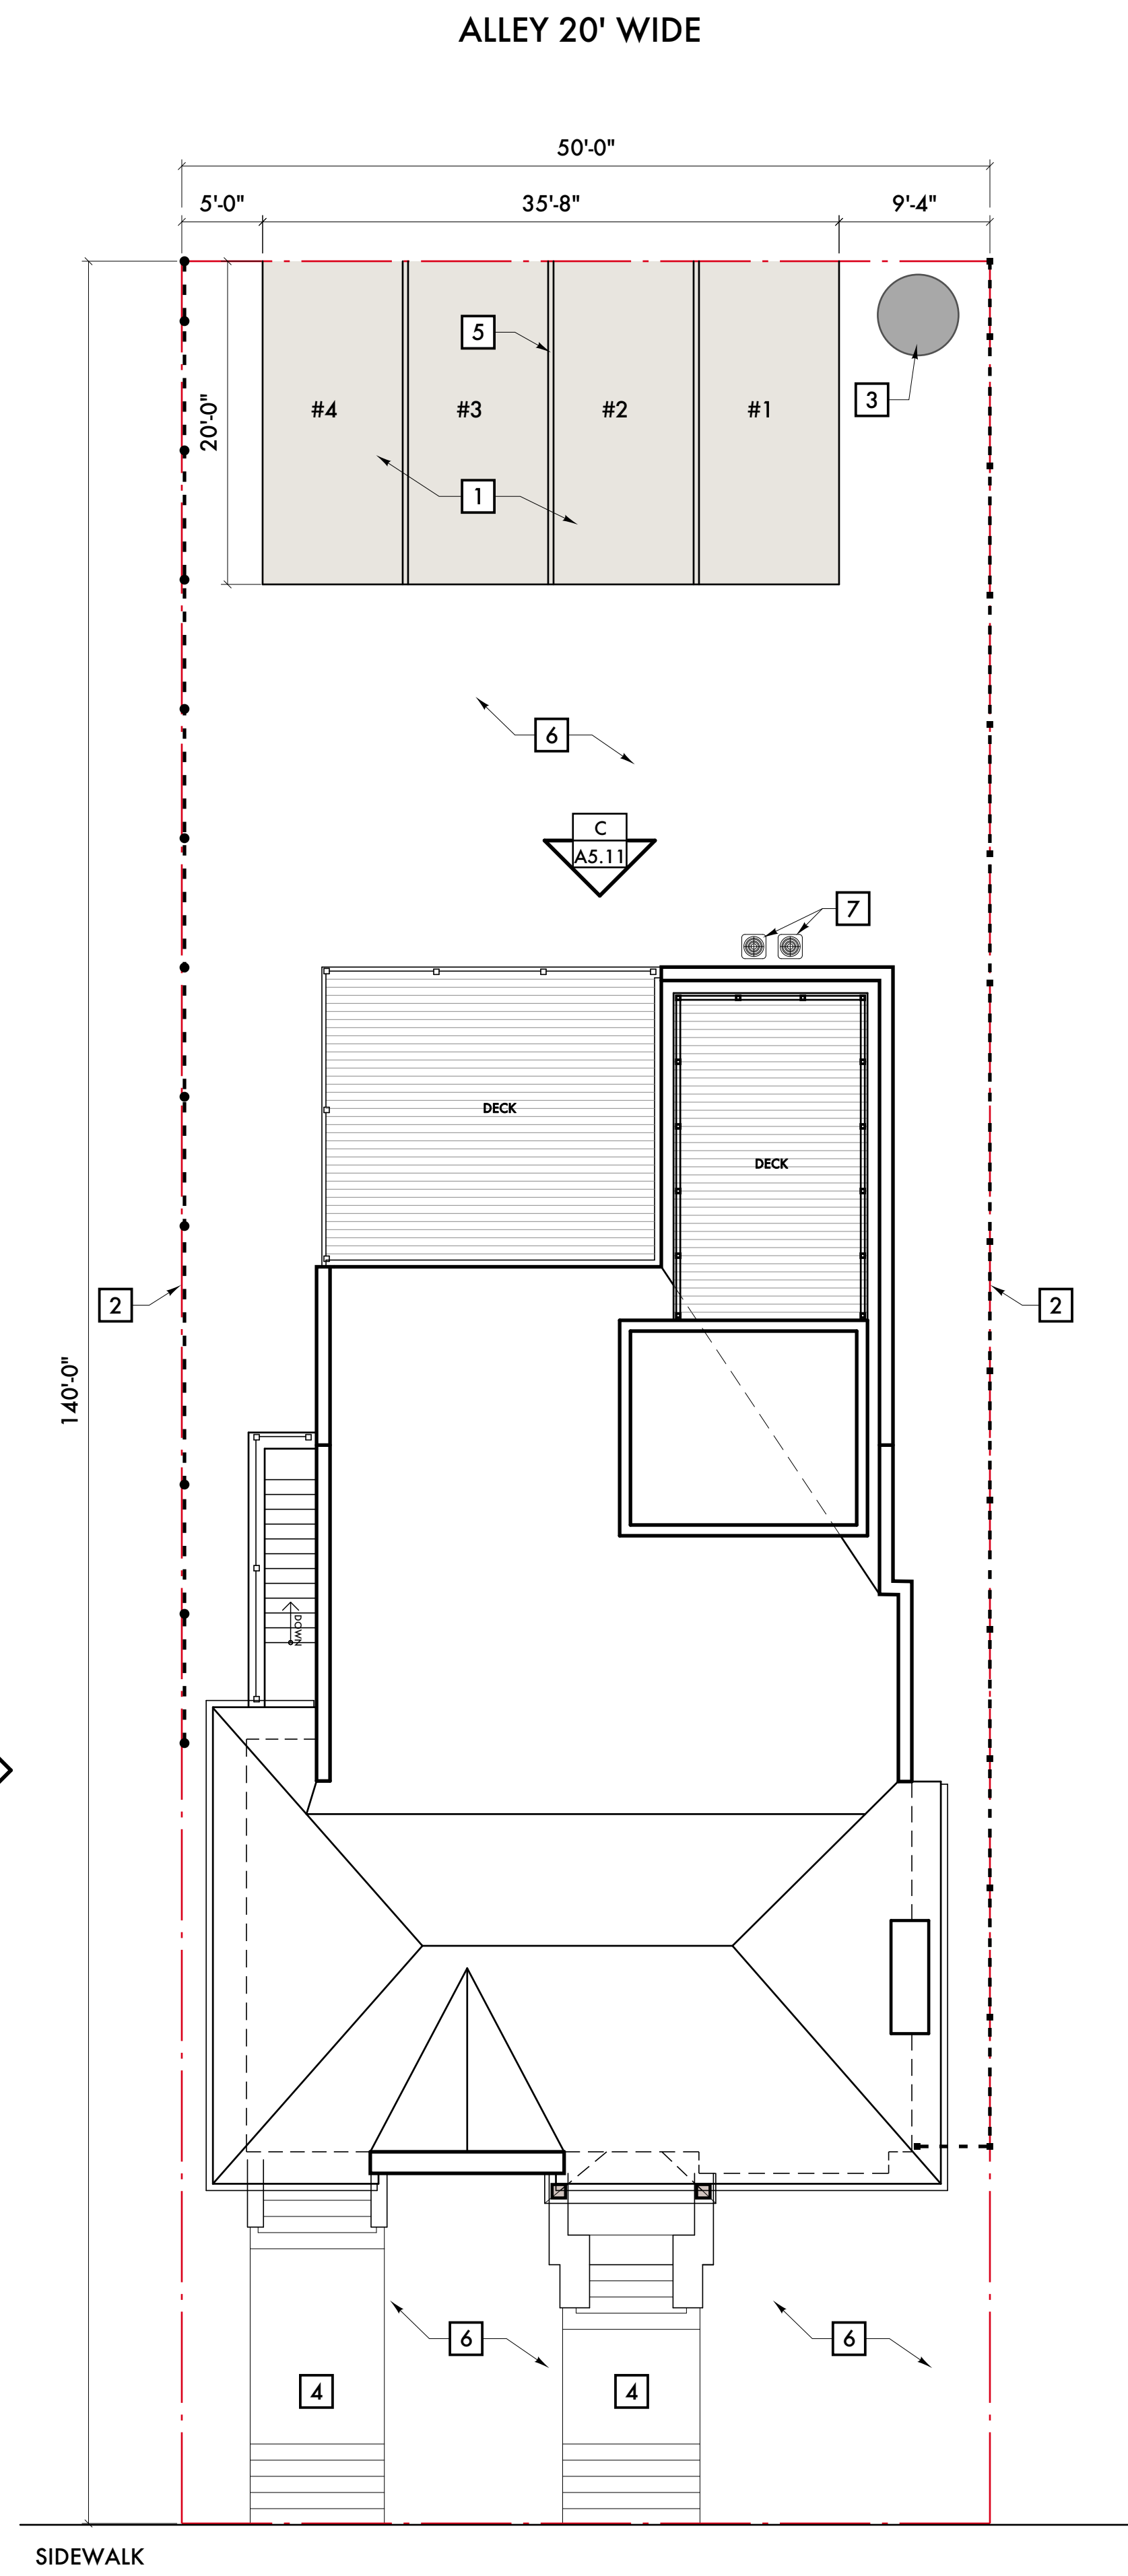 ALLEY 20' WIDE
50'-0"
5'-0" 35'-8" 9'-4"
5
3
20'-0"
#4 #3 #2 #1
1
6
C
A5.11
7
DECK
DECK
2 2
140'-0"
DOWN
6 6
4 4
SIDEWALK